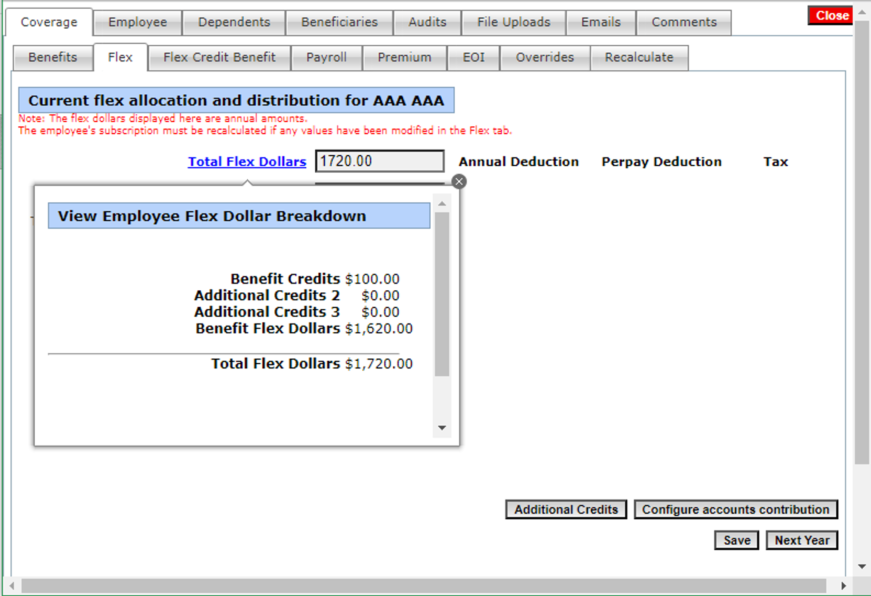 Coverage Employee Dependents Beneficiaries Audits File Uploads Emails Comments Close
Benefits Flex Flex Credit Benefit Payroll Premium EOI Overrides Recalculate
Current flex allocation and distribution for AAA AAA
Note: The flex dollars displayed here are annual amounts.
The employee's subscription must be recalculated if any values have been modified in the Flex tab.
Total Flex Dollars 1720.00 Annual Deduction Perpay Deduction Tax
View Employee Flex Dollar Breakdown
Benefit Credits $100.00
Additional Credits 2 $0.00
Additional Credits 3 $0.00
Benefit Flex Dollars $1,620.00
Total Flex Dollars $1,720.00
Additional Credits Configure accounts contribution
Save Next Year